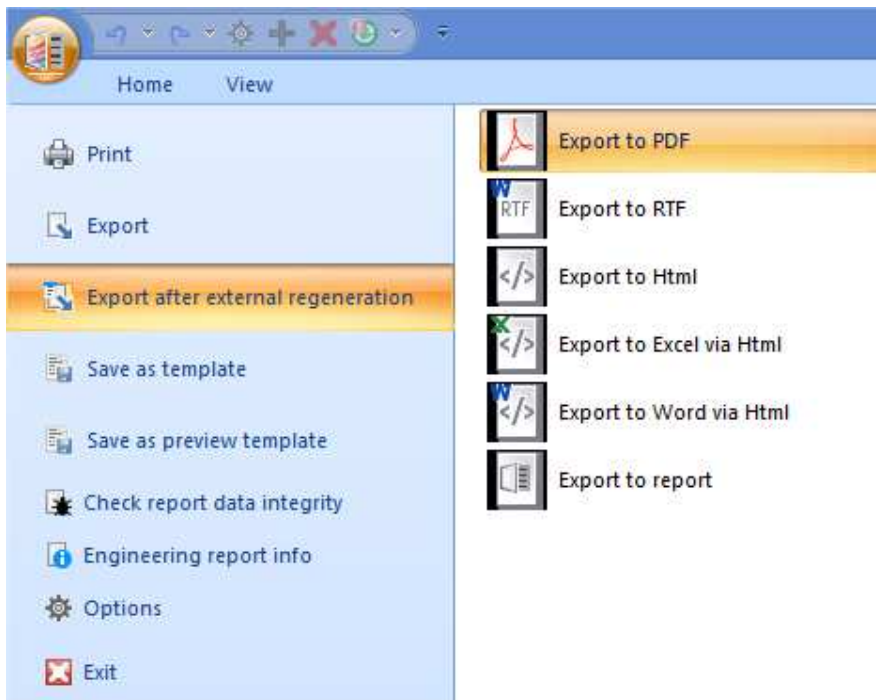 Home View
Print
Export
Export after external regeneration
Save as template
Save as preview template
Check report data integrity
Engineering report info
Options
Exit
Export to PDF
W
RTF
Export to RTF
</>
Export to Html
X
</>
Export to Excel via Html
W
</>
Export to Word via Html
Export to report